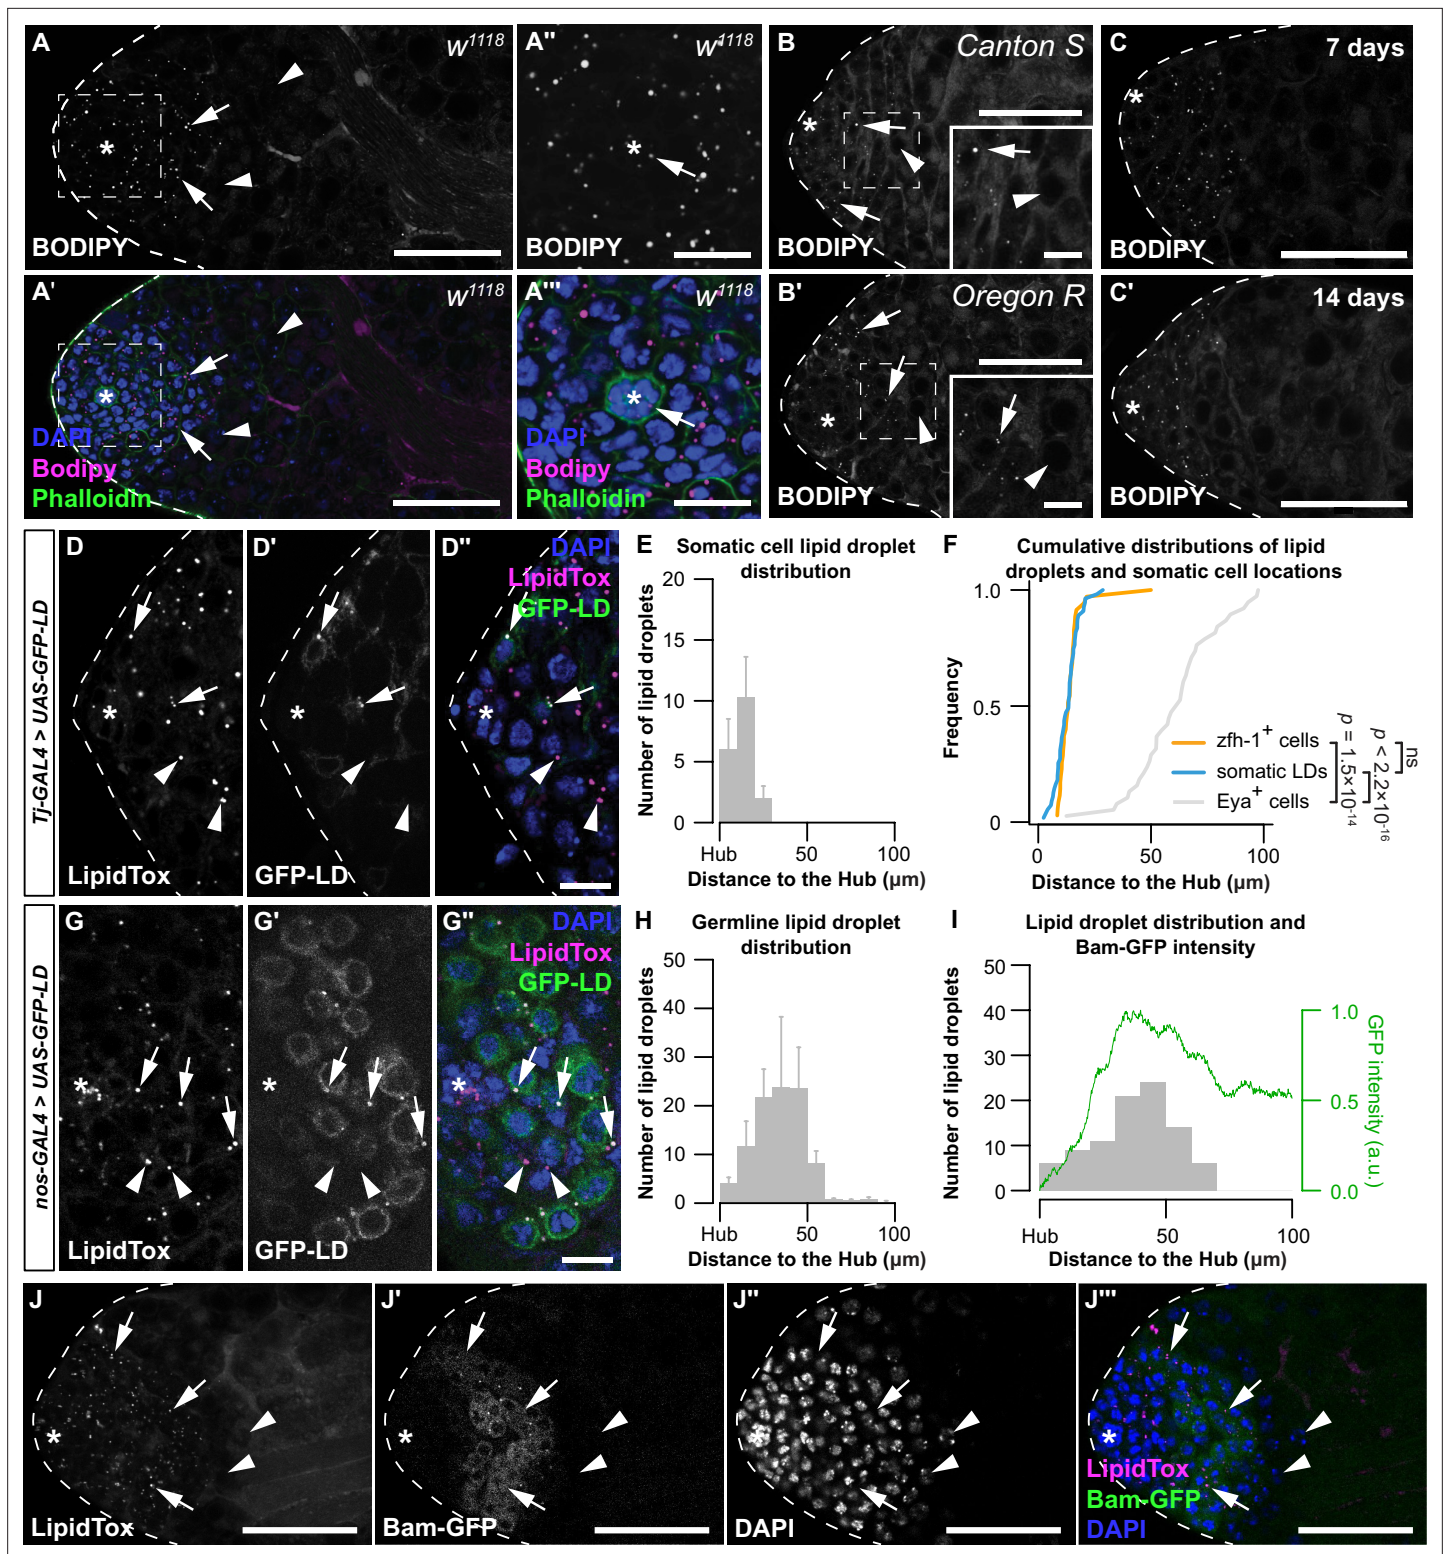 A
w1118
BODIPY
A''
w1118
BODIPY
B
Canton S
BODIPY
C
7 days
BODIPY
A'
w1118
DAPI
Bodipy
Phalloidin
A'''
w1118
DAPI
Bodipy
Phalloidin
B'
Oregon R
BODIPY
C'
14 days
BODIPY
Tj-GAL4 > UAS-GFP-LD
D
LipidTox
D'
GFP-LD
D''
DAPI
LipidTox
GFP-LD
E
Somatic cell lipid droplet
distribution
Number of lipid droplets
20
15
10
5
0
Hub
50
100
Distance to the Hub (µm)
F
Cumulative distributions of lipid
droplets and somatic cell locations
Frequency
1.0
0.5
0
zfh-1+ cells
somatic LDs
Eya+ cells
p = 1.5×10-14
p < 2.2×10-16
ns
0
50
100
Distance to the Hub (µm)
nos-GAL4 > UAS-GFP-LD
G
LipidTox
G'
GFP-LD
G''
DAPI
LipidTox
GFP-LD
H
Germline lipid droplet
distribution
Number of lipid droplets
50
40
30
20
10
0
Hub
50
100
Distance to the Hub (µm)
I
Lipid droplet distribution and
Bam-GFP intensity
Number of lipid droplets
50
40
30
20
10
0
1.0
0.5
0.0
GFP intensity (a.u.)
Hub
50
100
Distance to the Hub (µm)
J
LipidTox
J'
Bam-GFP
J''
DAPI
J'''
LipidTox
Bam-GFP
DAPI